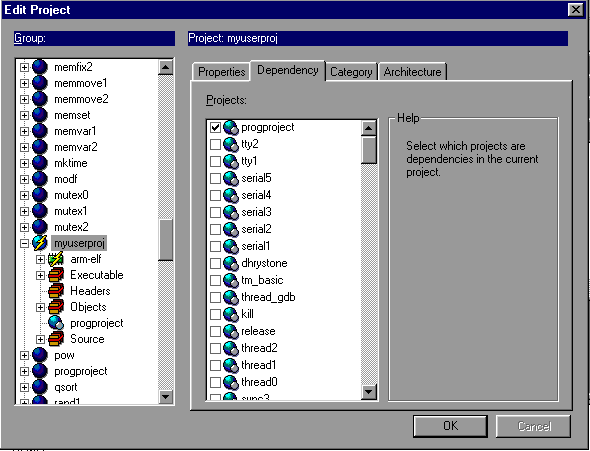 Edit Project
Group:
Project: myuserproj
memfix2
memmove1
memmove2
memset
memvar1
memvar2
mktime
modf
mutex0
mutex1
mutex2
myuserproj
arm-elf
Executable
Headers
Objects
progproject
Source
pow
progproject
qsort
rand1
Properties
Dependency
Category
Architecture
Projects:
progproject
tty2
tty1
serial5
serial4
serial3
serial2
serial1
dhrystone
tm_basic
thread_gdb
kill
release
thread2
thread1
thread0
sync3
Help
Select which projects are
dependencies in the current
project.
OK
Cancel